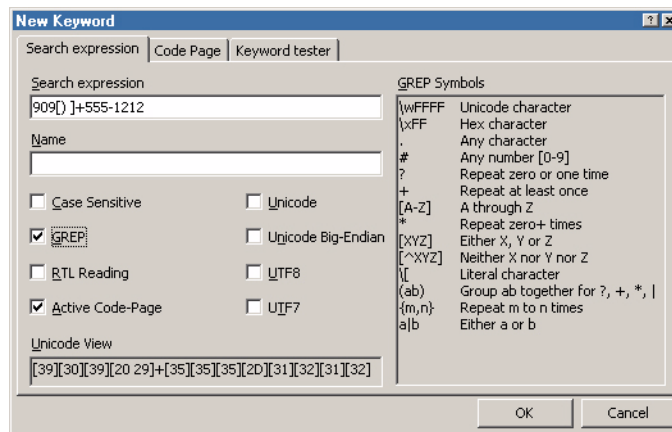 New Keyword
Search expression
Code Page
Keyword tester
Search expression
909[) ]+555-1212
Name
Case Sensitive
Unicode
GREP
Unicode Big-Endian
RTL Reading
UTF8
Active Code-Page
UTF7
Unicode View
[39][30][39][20 29]+[35][35][35][2D][31][32][31][32]
GREP Symbols
\wFFFF Unicode character
\xFF Hex character
. Any character
# Any number [0-9]
? Repeat zero or one time
+ Repeat at least once
[A-Z] A through Z
* Repeat zero+ times
[XYZ] Either X, Y or Z
[^XYZ] Neither X nor Y nor Z
\[ Literal character
(ab) Group ab together for ?, +, *, |
{m,n} Repeat m to n times
a|b Either a or b
OK
Cancel